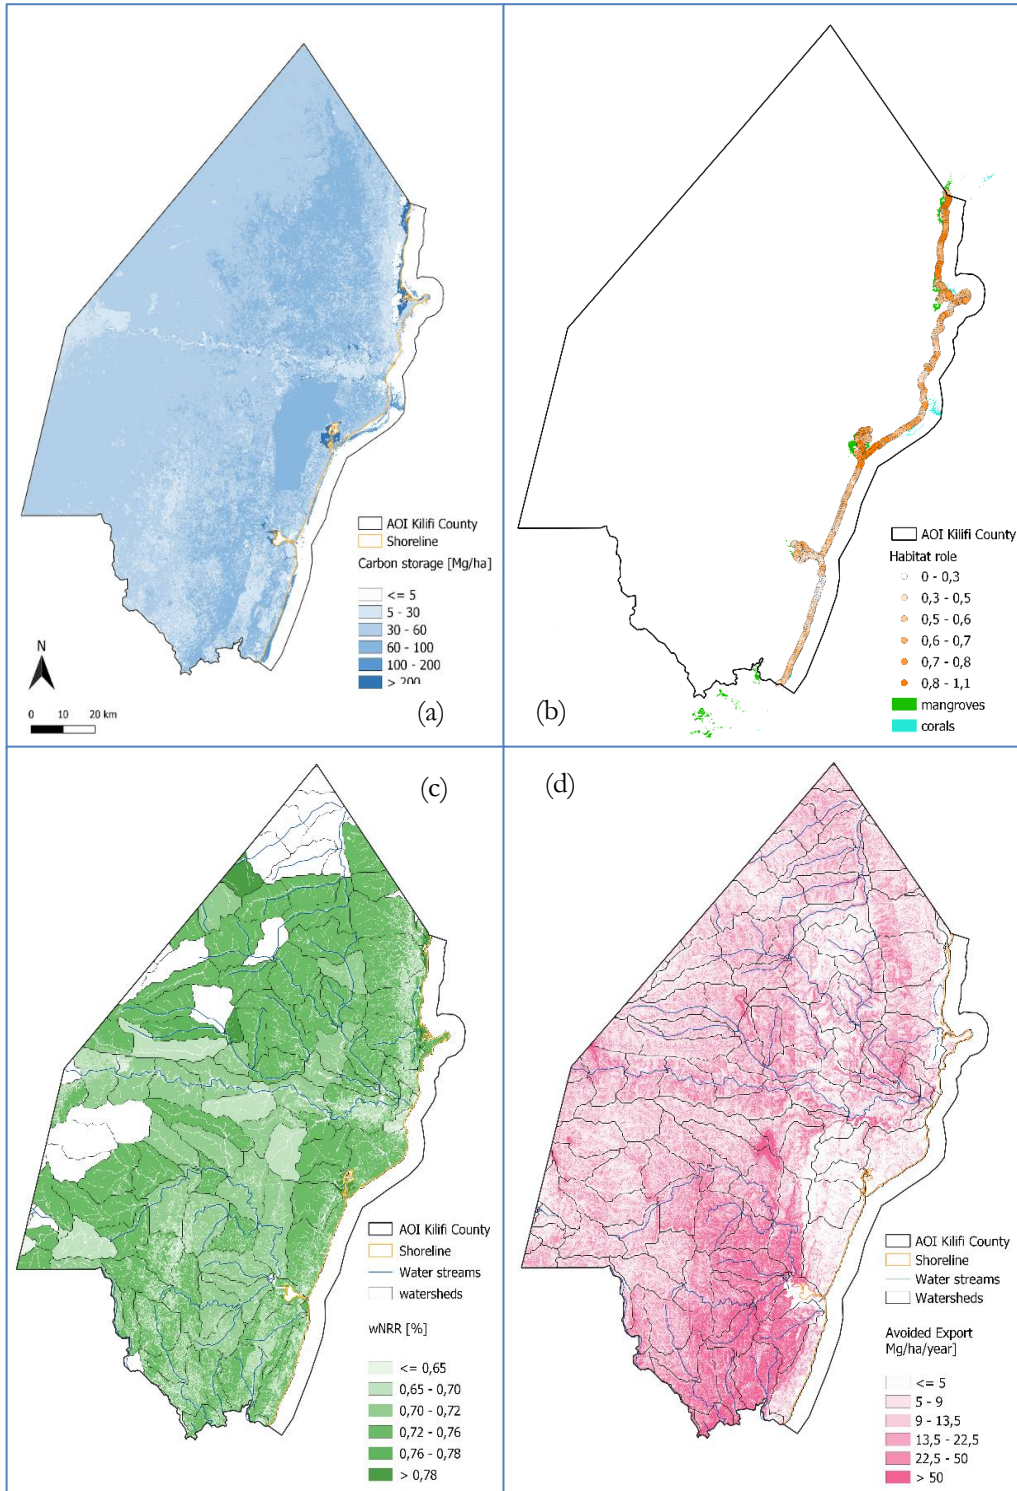 AOI Kilifi County
Shoreline
Carbon storage [Mg/ha]
<= 5
5 - 30
30 - 60
60 - 100
100 - 200
> 200
N
0 10 20 km
(a)
AOI Kilifi County
Habitat role
0 - 0,3
0,3 - 0,5
0,5 - 0,6
0,6 - 0,7
0,7 - 0,8
0,8 - 1,1
mangroves
corals
(b)
(c)
AOI Kilifi County
Shoreline
Water streams
watersheds
wNRR [%]
<= 0,65
0,65 - 0,70
0,70 - 0,72
0,72 - 0,76
0,76 - 0,78
> 0,78
(d)
AOI Kilifi County
Shoreline
Water streams
Watersheds
Avoided Export
Mg/ha/year]
<= 5
5 - 9
9 - 13,5
13,5 - 22,5
22,5 - 50
> 50